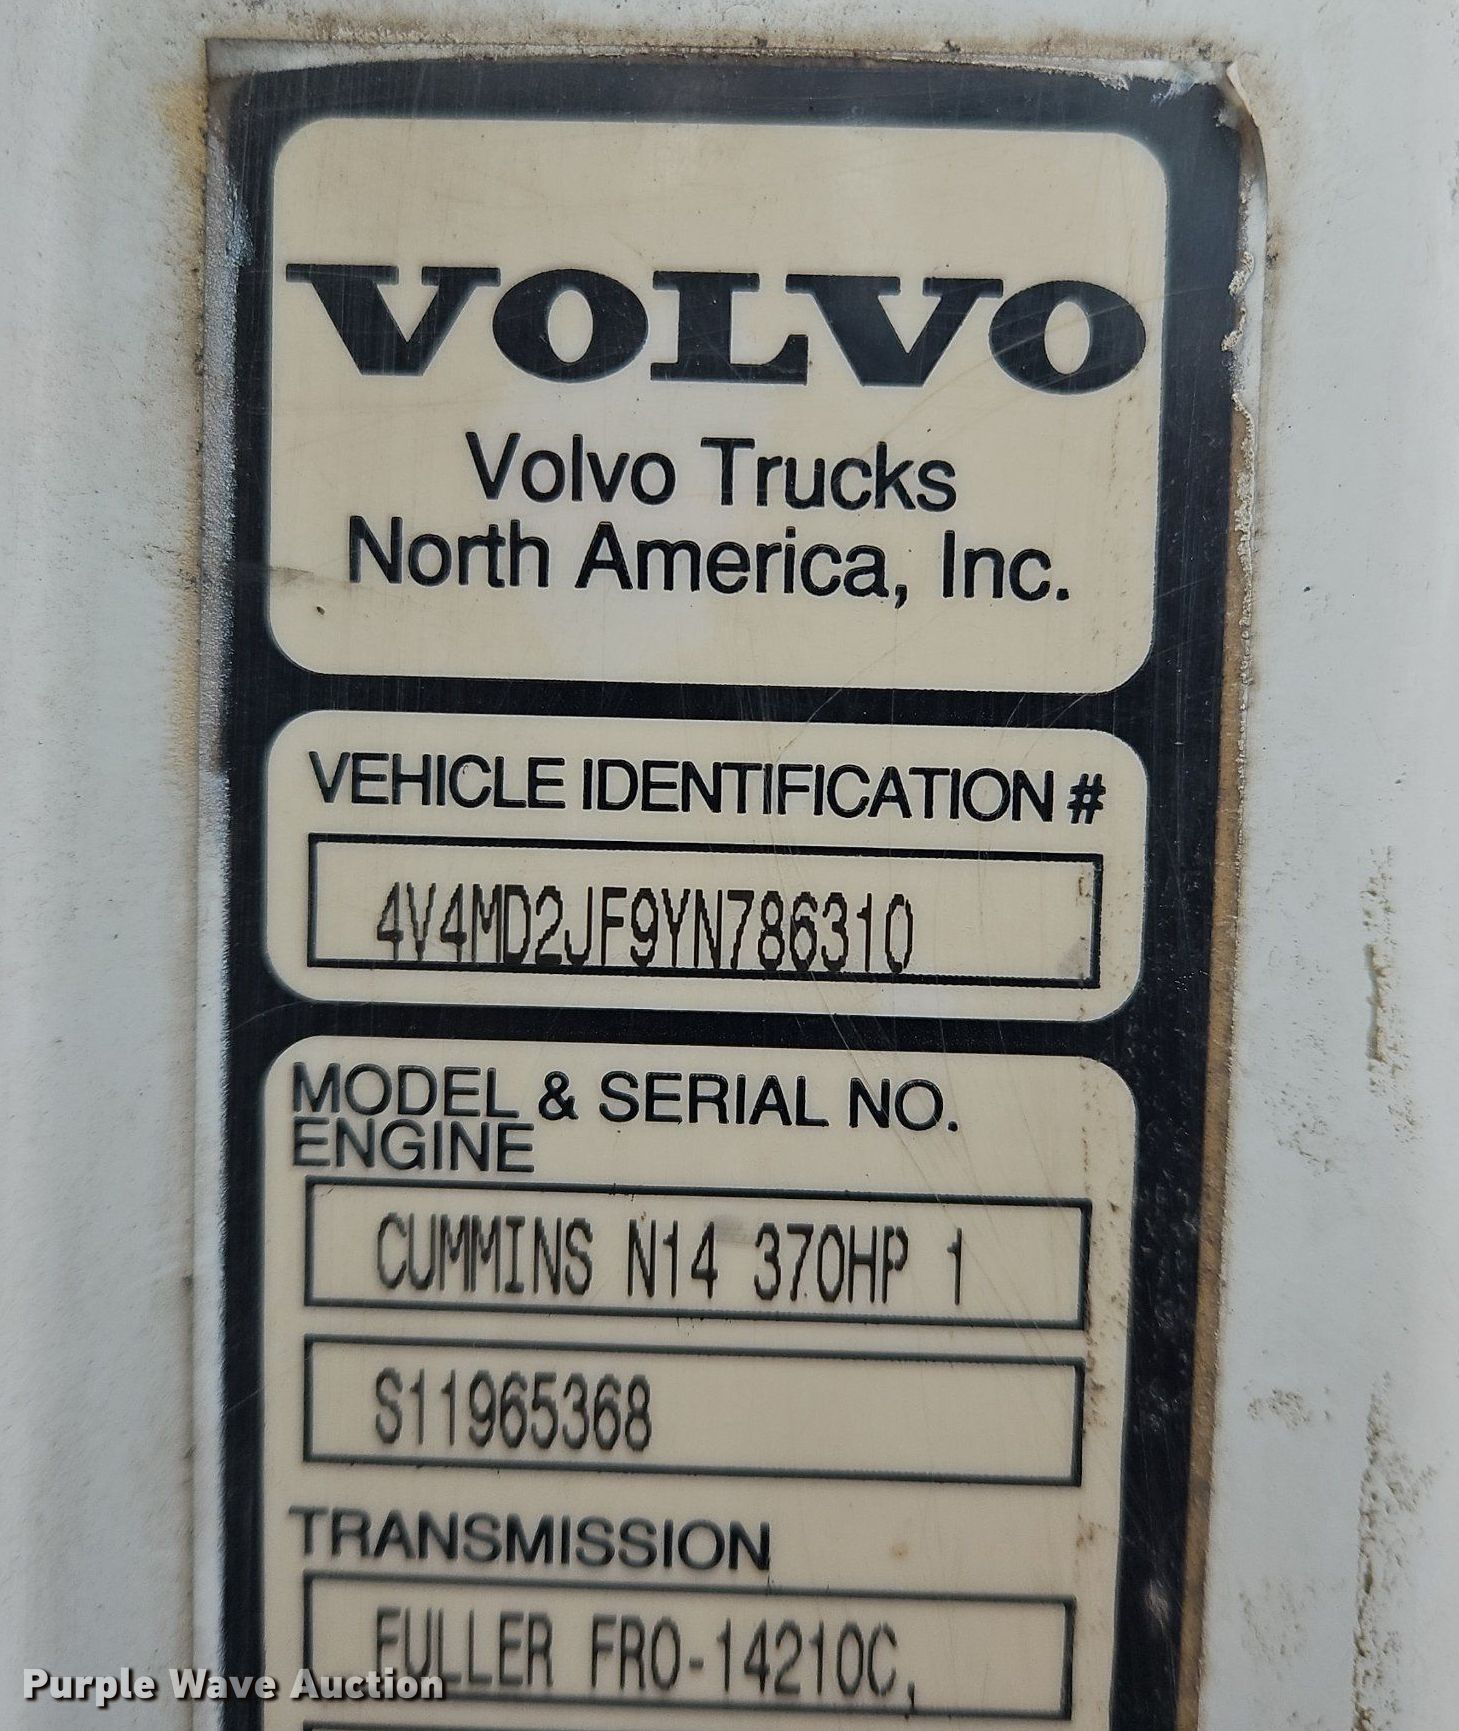 VOLVO
Volvo Trucks
North America, Inc.
VEHICLE IDENTIFICATION #
4V4MD2JF9YN786310
MODEL & SERIAL NO.
ENGINE
CUMMINS N14 370HP 1
S11965368
TRANSMISSION
FULLER FRO-14210C,
Purple Wave Auction